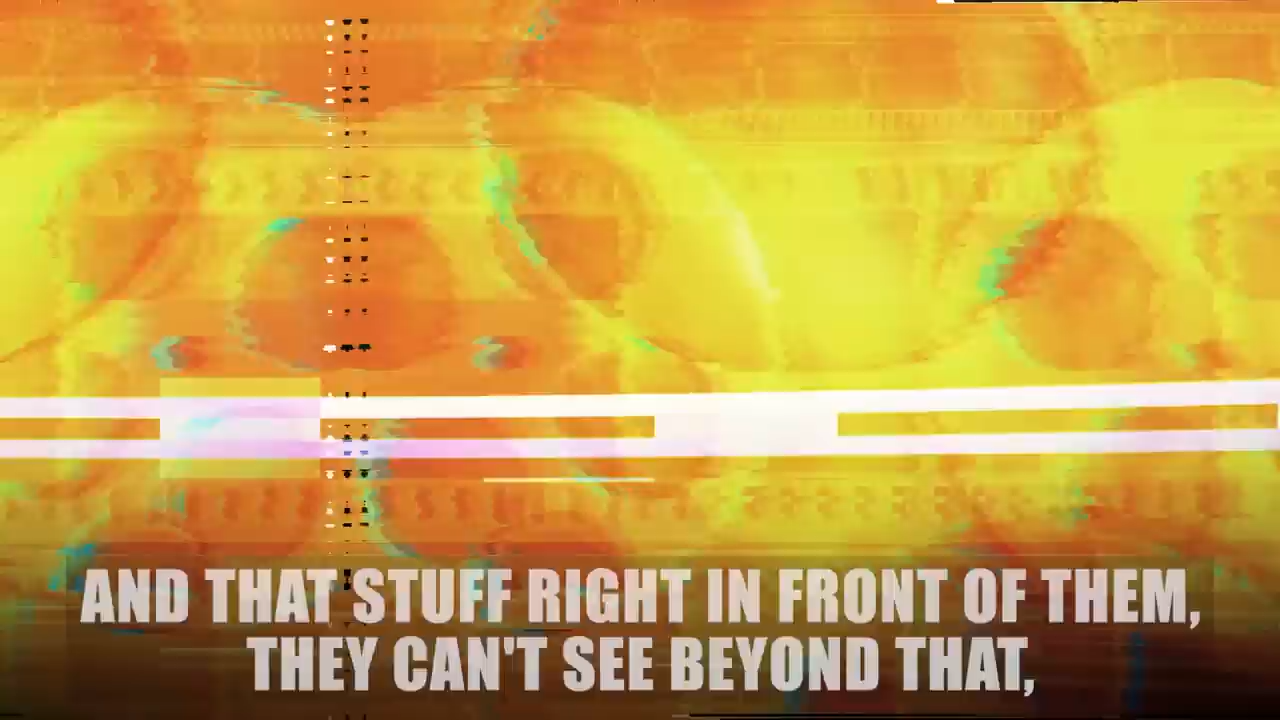 AND THAT STUFF RIGHT IN FRONT OF THEM,
THEY CAN'T SEE BEYOND THAT,